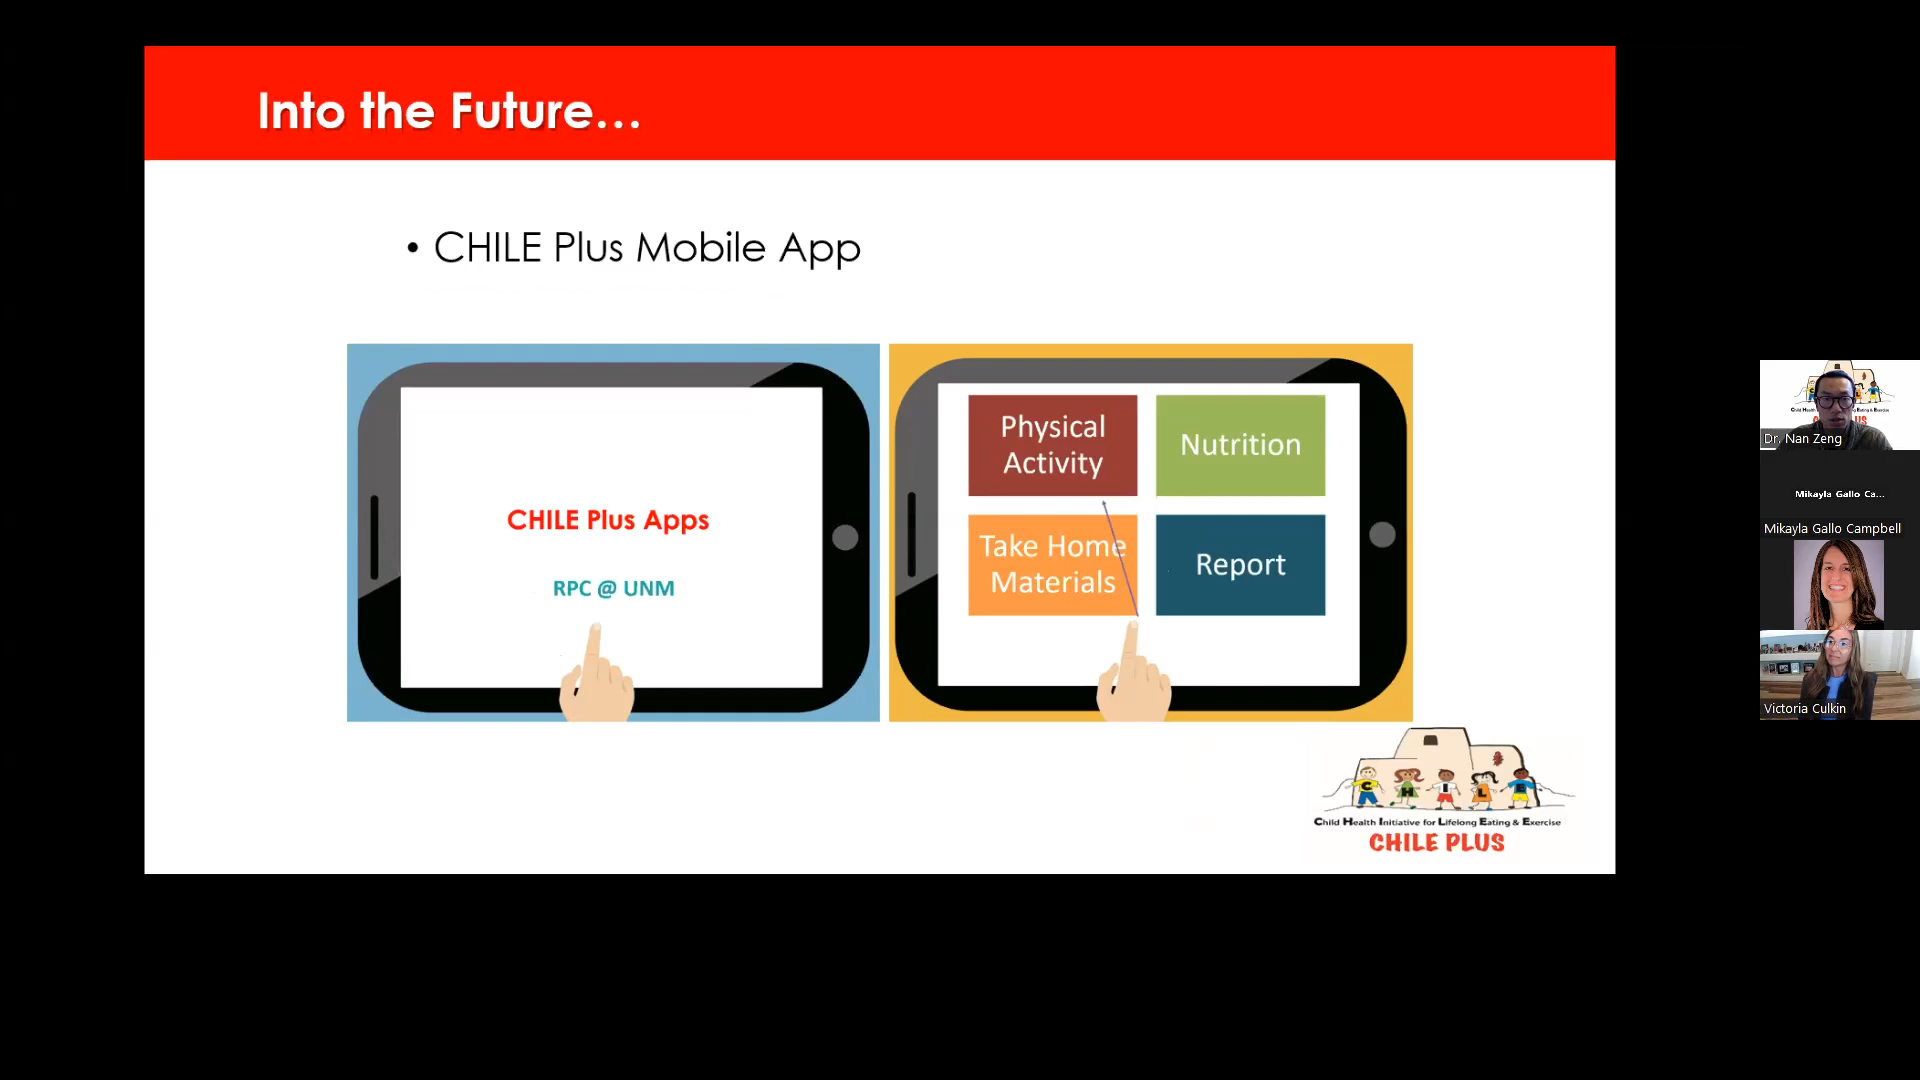 Into the Future...
• CHILE Plus Mobile App
CHILE Plus Apps
RPC @ UNM
Physical
Activity
Nutrition
Take Home
Materials
Report
C H I L E
Child Health Initiative for Lifelong Eating & Exercise
CHILE PLUS
Dr. Nan Zeng
Mikayla Gallo Ca...
Mikayla Gallo Campbell
Victoria Culkin